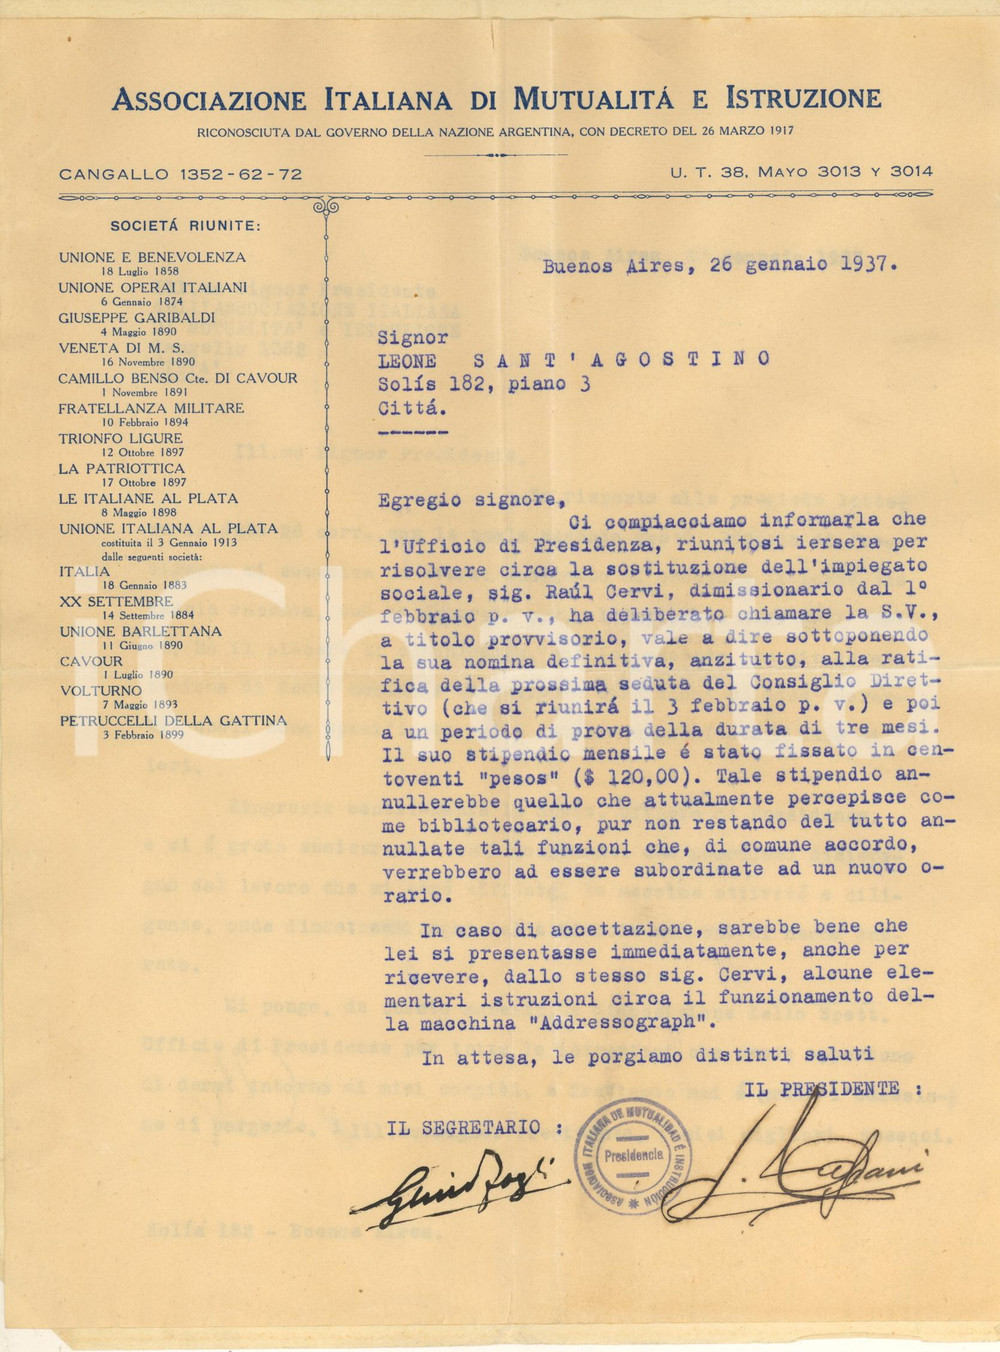 ASSOCIAZIONE ITALIANA DI MUTUALITÁ E ISTRUZIONE
RICONOSCIUTA DAL GOVERNO DELLA NAZIONE ARGENTINA, CON DECRETO DEL 26 MARZO 1917
CANGALLO 1352-62-72
U. T. 38, MAYO 3013 Y 3014
SOCIETÁ RIUNITE:
UNIONE E BENEVOLENZA
18 Luglio 1858
UNIONE OPERAI ITALIANI
6 Gennaio 1874
GIUSEPPE GARIBALDI
4 Maggio 1890
VENETA DI M. S.
16 Novembre 1890
CAMILLO BENSO Cte. DI CAVOUR
1 Novembre 1891
FRATELLANZA MILITARE
10 Febbraio 1894
TRIONFO LIGURE
12 Ottobre 1897
LA PATRIOTTICA
17 Ottobre 1897
LE ITALIANE AL PLATA
8 Maggio 1898
UNIONE ITALIANA AL PLATA
costituita il 3 Gennaio 1913
dalle seguenti società:
ITALIA
18 Gennaio 1883
XX SETTEMBRE
14 Settembre 1884
UNIONE BARLETTANA
11 Giugno 1890
CAVOUR
1 Luglio 1890
VOLTURNO
7 Maggio 1893
PETRUCCELLI DELLA GATTINA
3 Febbraio 1899
Buenos Aires, 26 gennaio 1937.
Signor
LEONE SANT'AGOSTINO
Solís 182, piano 3
Cittá.
------
Egregio signore,
Ci compiacciamo informarla che
l'Ufficio di Presidenza, riunitosi iersera per
risolvere circa la sostituzione dell'impiegato
sociale, sig. Raúl Cervi, dimissionario dal 1º
febbraio p. v., ha deliberato chiamare la S.V.,
a titolo provvisorio, vale a dire sottoponendo
la sua nomina definitiva, anzitutto, alla rati-
fica della prossima seduta del Consiglio Diret-
tivo (che si riunirá il 3 febbraio p. v.) e poi
a un periodo di prova della durata di tre mesi.
Il suo stipendio mensile é stato fissato in cen-
toventi "pesos" ($ 120,00). Tale stipendio an-
nullerebbe quello che attualmente percepisce co-
me bibliotecario, pur non restando del tutto an-
nullate tali funzioni che, di comune accordo,
verrebbero ad essere subordinate ad un nuovo o-
rario.
In caso di accettazione, sarebbe bene che
lei si presentasse immediatamente, anche per
ricevere, dallo stesso sig. Cervi, alcune ele-
mentari istruzioni circa il funzionamento del-
la macchina "Addressograph".
In attesa, le porgiamo distinti saluti
IL PRESIDENTE :
IL SEGRETARIO :
ASOCIACION ITALIANA DE MUTUALIDAD É INSTRUCCIÓN
Presidencia
iCharta